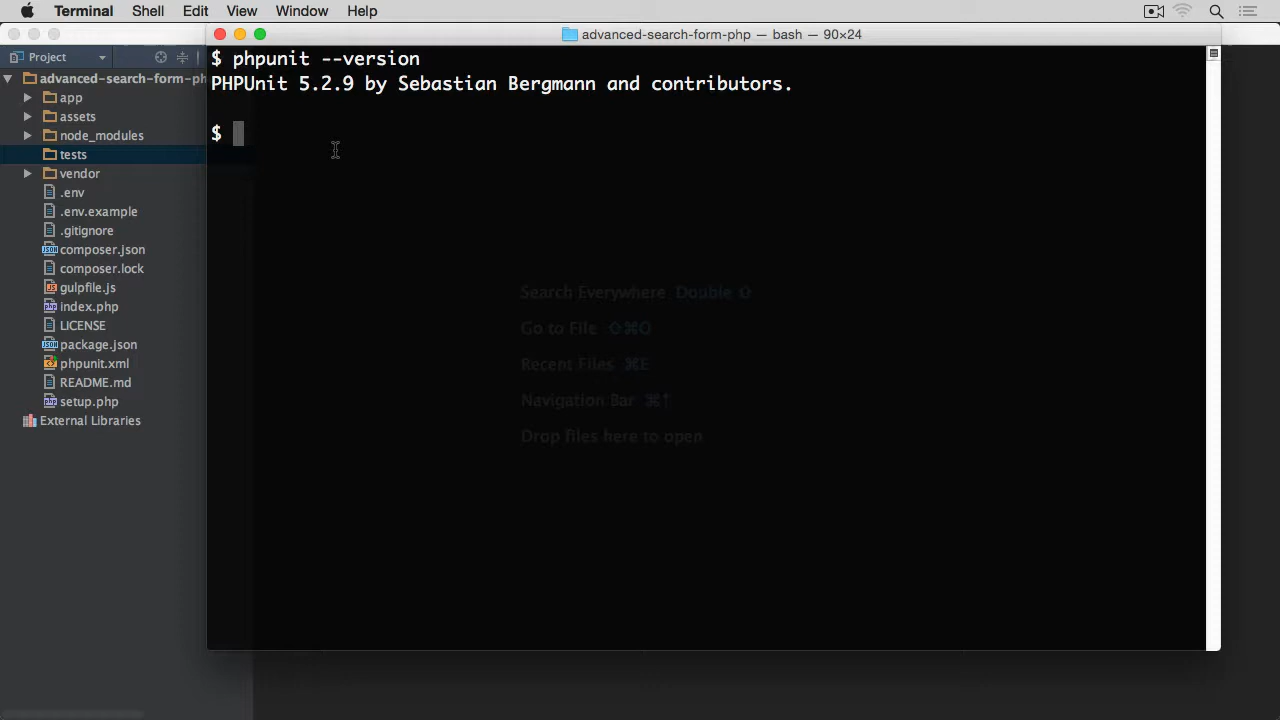 Terminal Shell Edit View Window Help
advanced-search-form-php — bash — 90×24
Project
advanced-search-form-ph
app
assets
node_modules
tests
vendor
.env
.env.example
.gitignore
composer.json
composer.lock
gulpfile.js
index.php
LICENSE
package.json
phpunit.xml
README.md
setup.php
External Libraries
$ phpunit --version
PHPUnit 5.2.9 by Sebastian Bergmann and contributors.
$
Search Everywhere Double ⇧
Go to File ⇧⌘O
Recent Files ⌘E
Navigation Bar ⌘↑
Drop files here to open